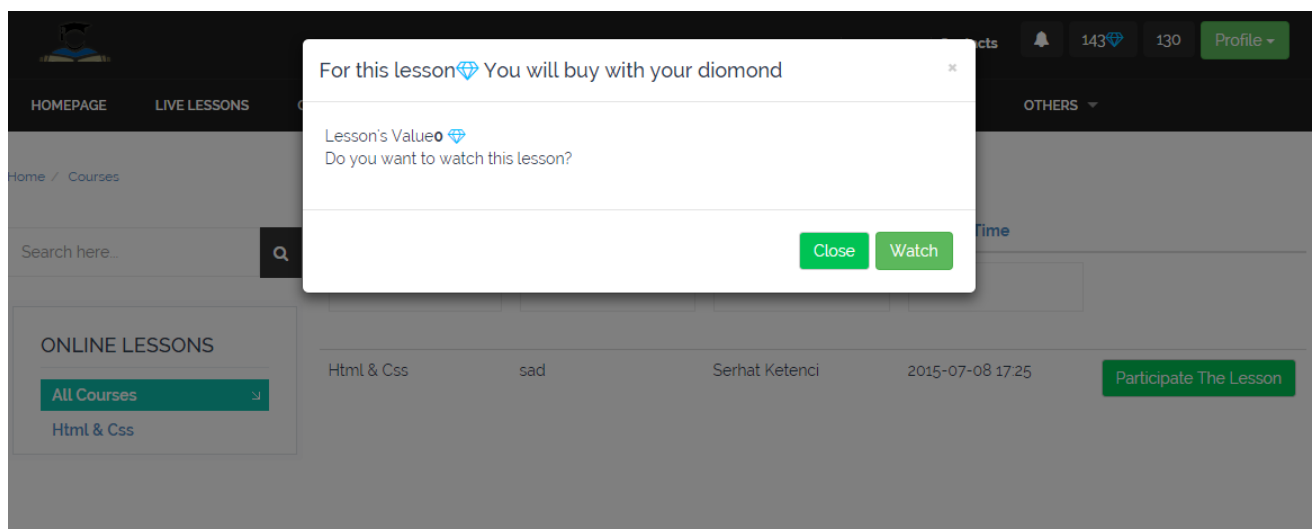 cts 143 130 Profile
For this lesson You will buy with your diomond ×
HOMEPAGE LIVE LESSONS OTHERS
Lesson's Value0
Do you want to watch this lesson?
Home / Courses
Close Watch
Time
Search here...
ONLINE LESSONS
All Courses
Html & Css
Html & Css sad Serhat Ketenci 2015-07-08 17:25 Participate The Lesson